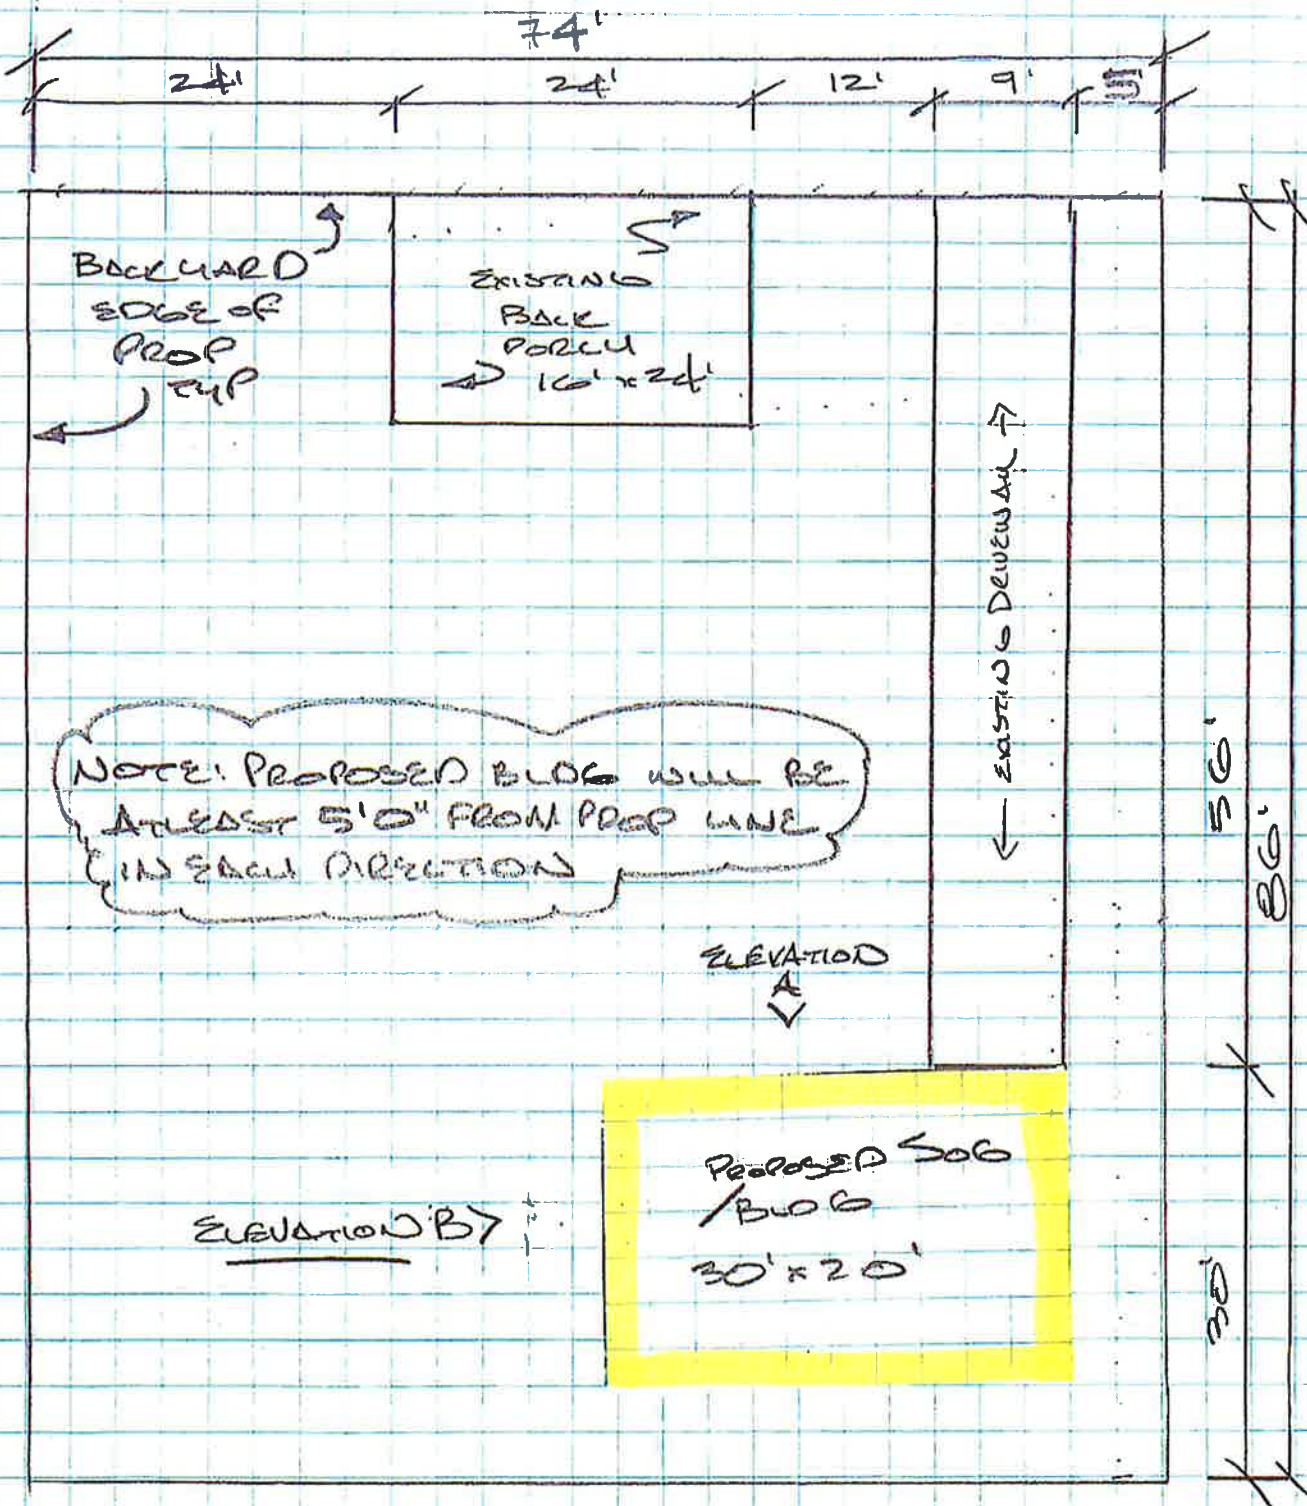 74'
24' 24' 12' 9' 5'
BACKYARD
EDGE OF
PROP
TYP
EXISTING
BACK
PORCH
16' x 24'
← EXISTING DRIVEWAY →
NOTE: PROPOSED BLDG WILL BE
ATLEAST 5'0" FROM PROP LINE
IN EACH DIRECTION
56'
86'
ELEVATION
A
PROPOSED SOG
/BLDG
30' x 20'
ELEVATION B>
30'